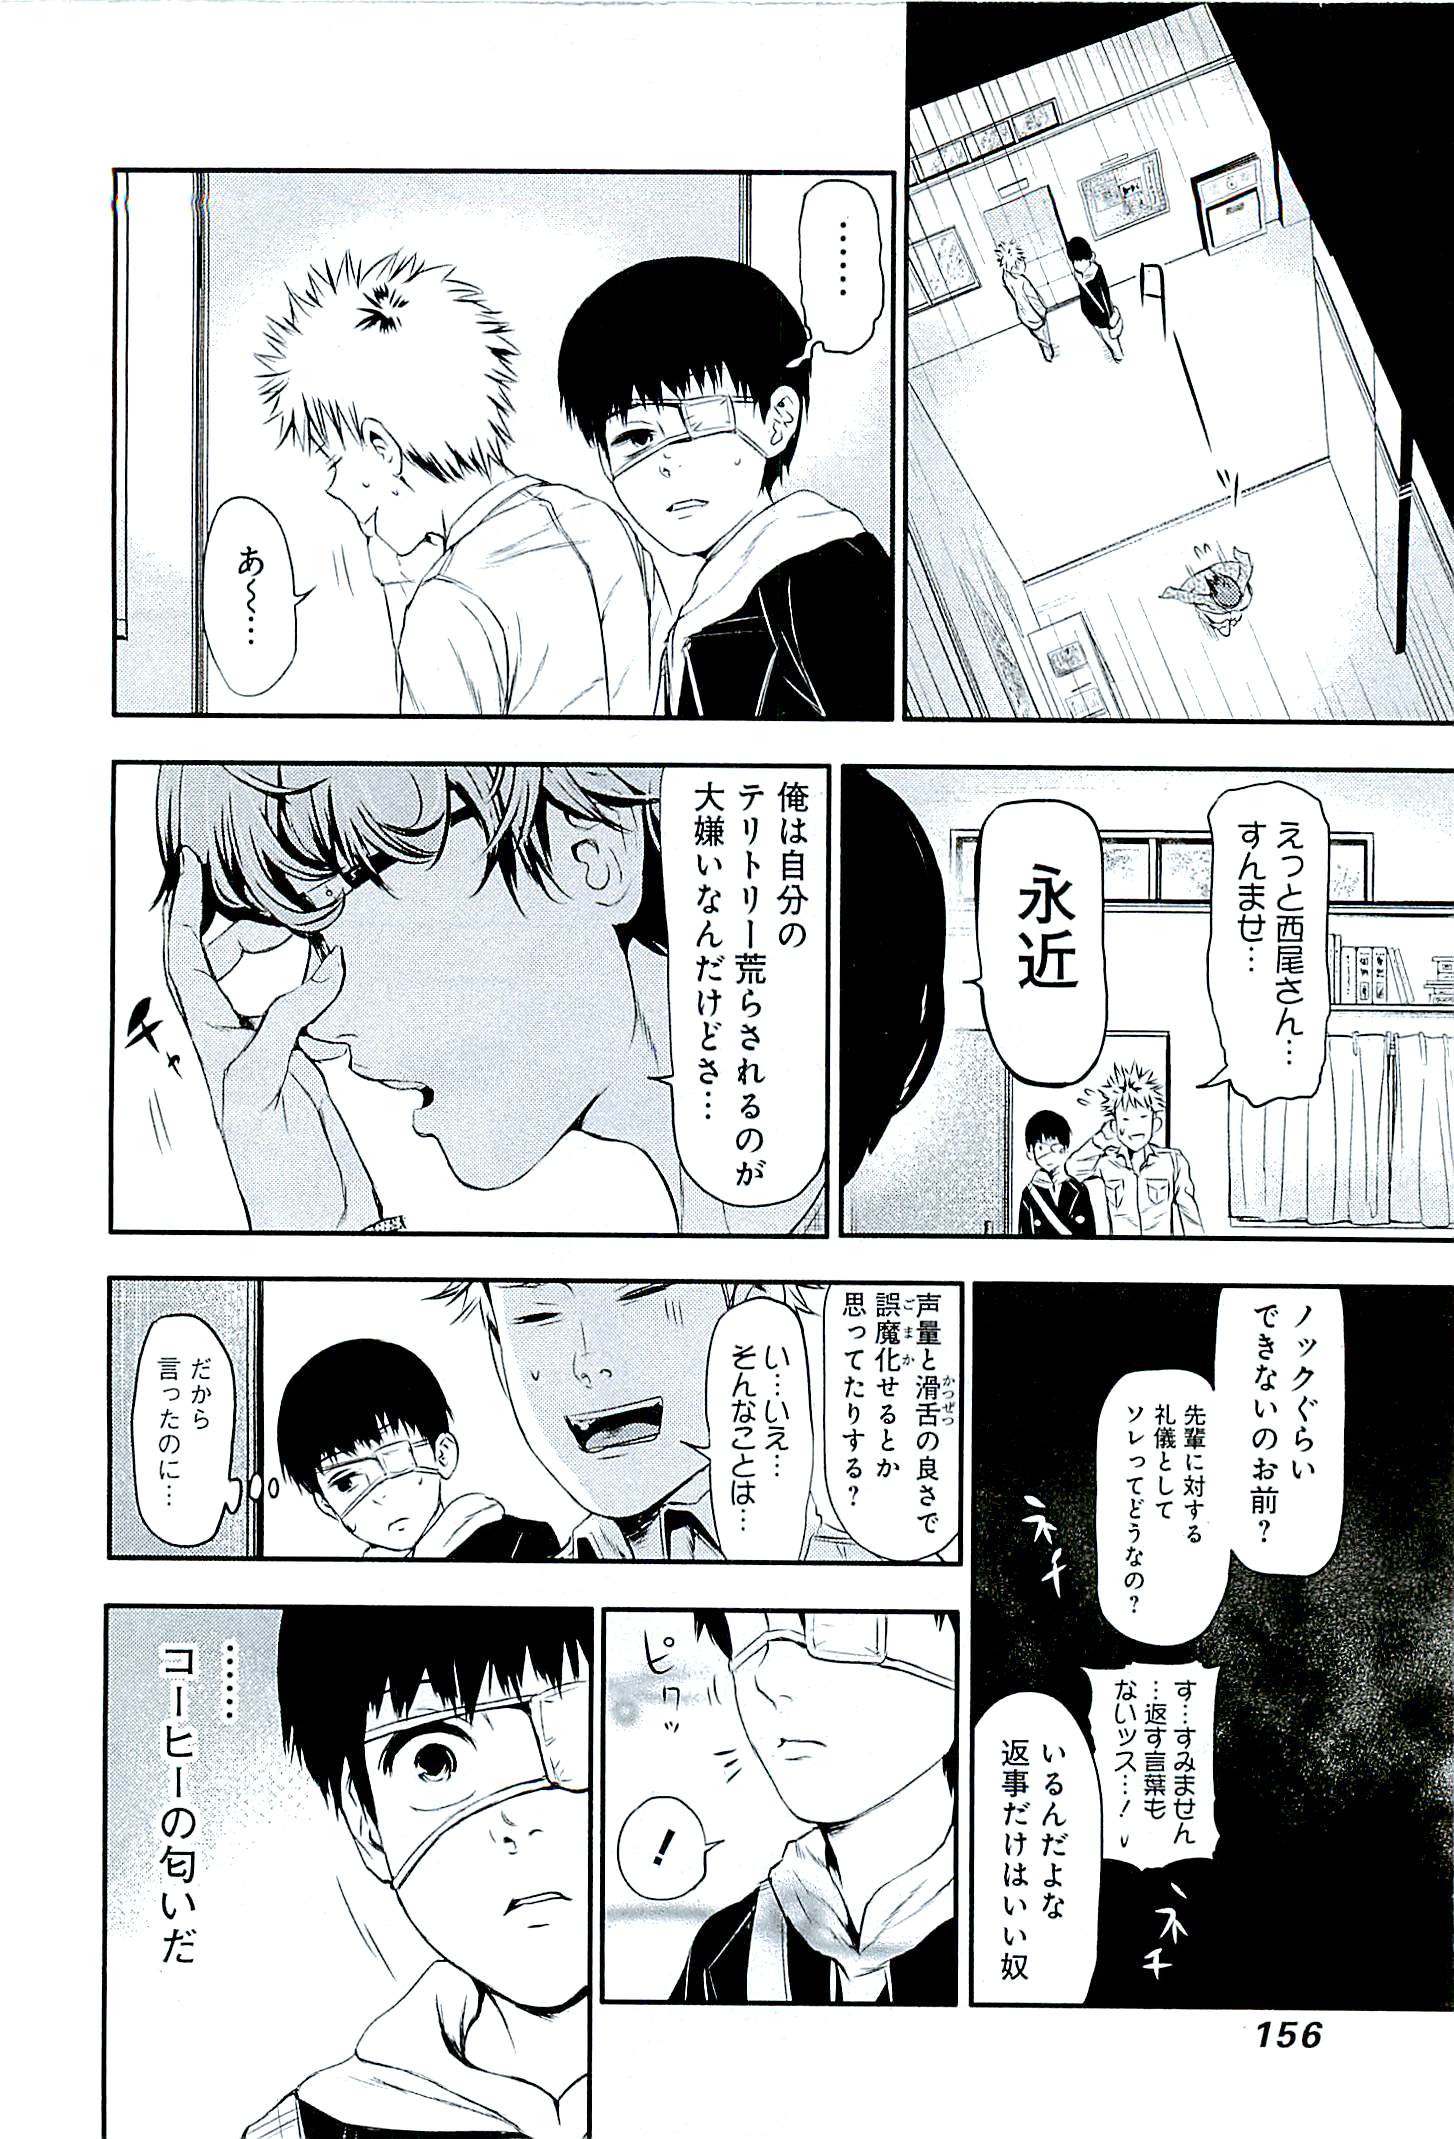 タ
タ
タ
……
あ～……
えっと西尾さん…
すんませ…
永近
俺は自分の
テリトリー荒らされるのが
大嫌いなんだけどさ…
チャ
ノックぐらい
できないのお前？
先輩に対する
礼儀として
ソレってどうなの？
ネチ
す…すみません
…返す言葉も
ないッス…！
ネチ
いるんだよな
返事だけはいい奴
声量と滑舌の良さで
誤魔化せるとか
思ってたりする？
い…いえ…
そんなことは…
だから
言ったのに…
ピクッ
！
……
コーヒーの匂いだ
156